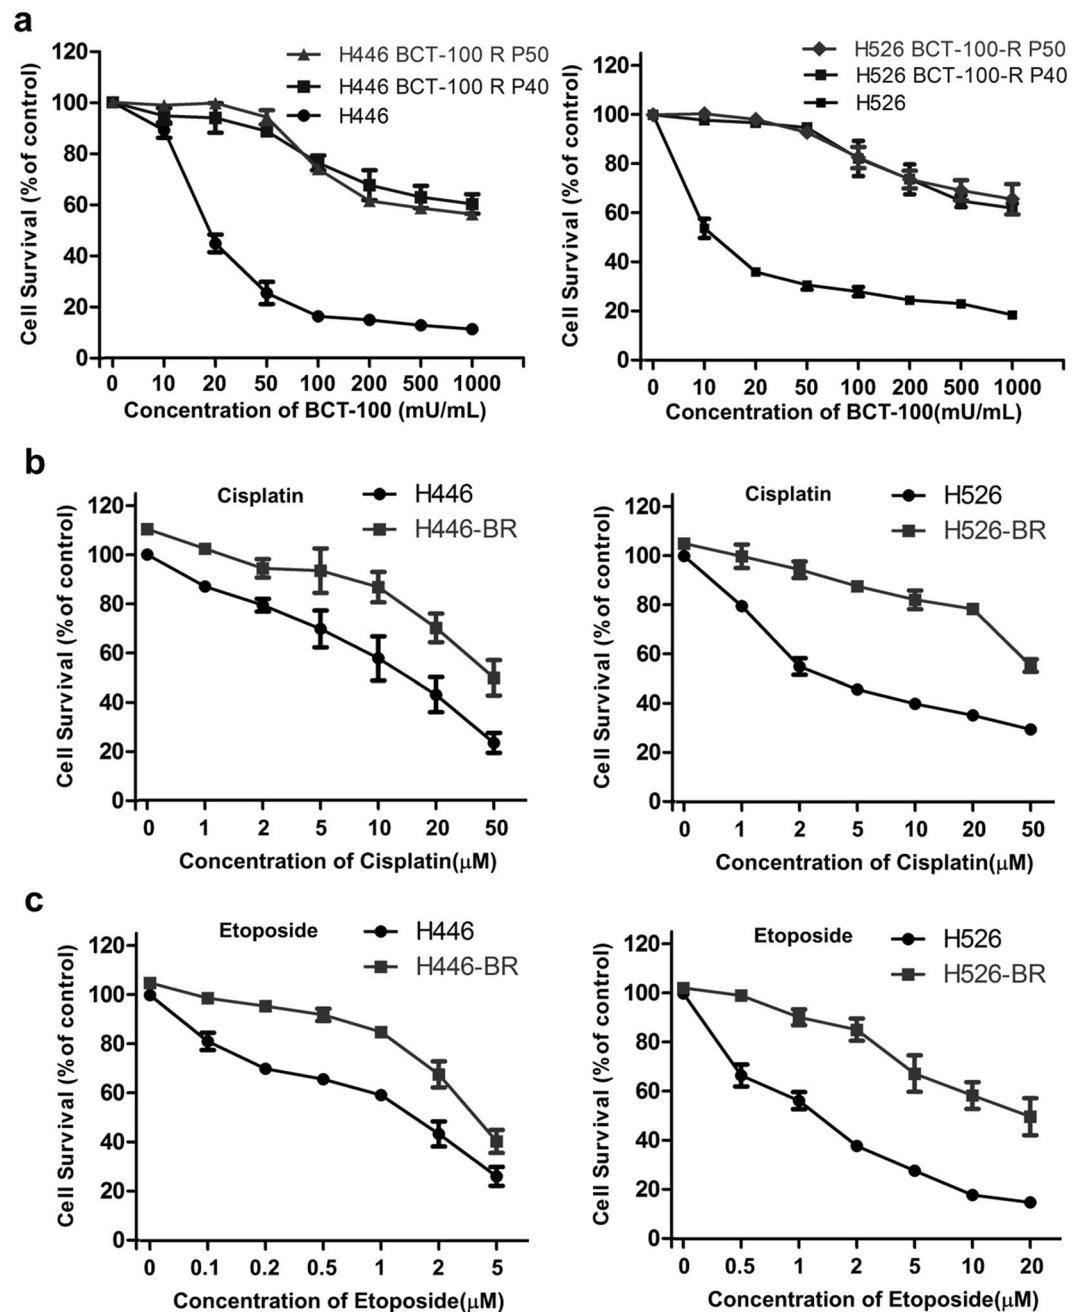 a
H446 BCT-100 R P50
H446 BCT-100 R P40
H446
120
100
80
60
40
20
0
Cell Survival (% of control)
0 10 20 50 100 200 500 1000
Concentration of BCT-100 (mU/mL)
H526 BCT-100-R P50
H526 BCT-100-R P40
H526
120
100
80
60
40
20
0
Cell Survival (% of control)
0 10 20 50 100 200 500 1000
Concentration of BCT-100(mU/mL)
b
Cisplatin
H446
H446-BR
120
100
80
60
40
20
0
Cell Survival (% of control)
0 1 2 5 10 20 50
Concentration of Cisplatin(μM)
Cisplatin
H526
H526-BR
120
100
80
60
40
20
0
Cell Survival (% of control)
0 1 2 5 10 20 50
Concentration of Cisplatin(μM)
c
Etoposide
H446
H446-BR
120
100
80
60
40
20
0
Cell Survival (% of control)
0 0.1 0.2 0.5 1 2 5
Concentration of Etoposide(μM)
Etoposide
H526
H526-BR
120
100
80
60
40
20
0
Cell Survival (% of control)
0 0.5 1 2 5 10 20
Concentration of Etoposide(μM)